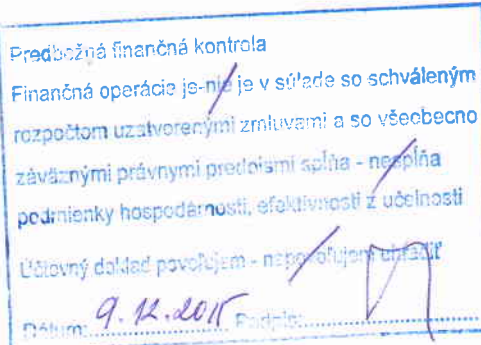 Predbežná finančná kontrola
Finančná operácia je-nie je v súlade so schváleným
rozpočtom uzatvorenými zmluvami a so všeobecno
záväznými právnymi predpismi spĺňa - nespĺňa
podmienky hospodárnosti, efektívnosti z účelnosti
Účtovný doklad povoľujem - nepovoľujem uhradiť
Dátum: 9.12.2015 Podpis: